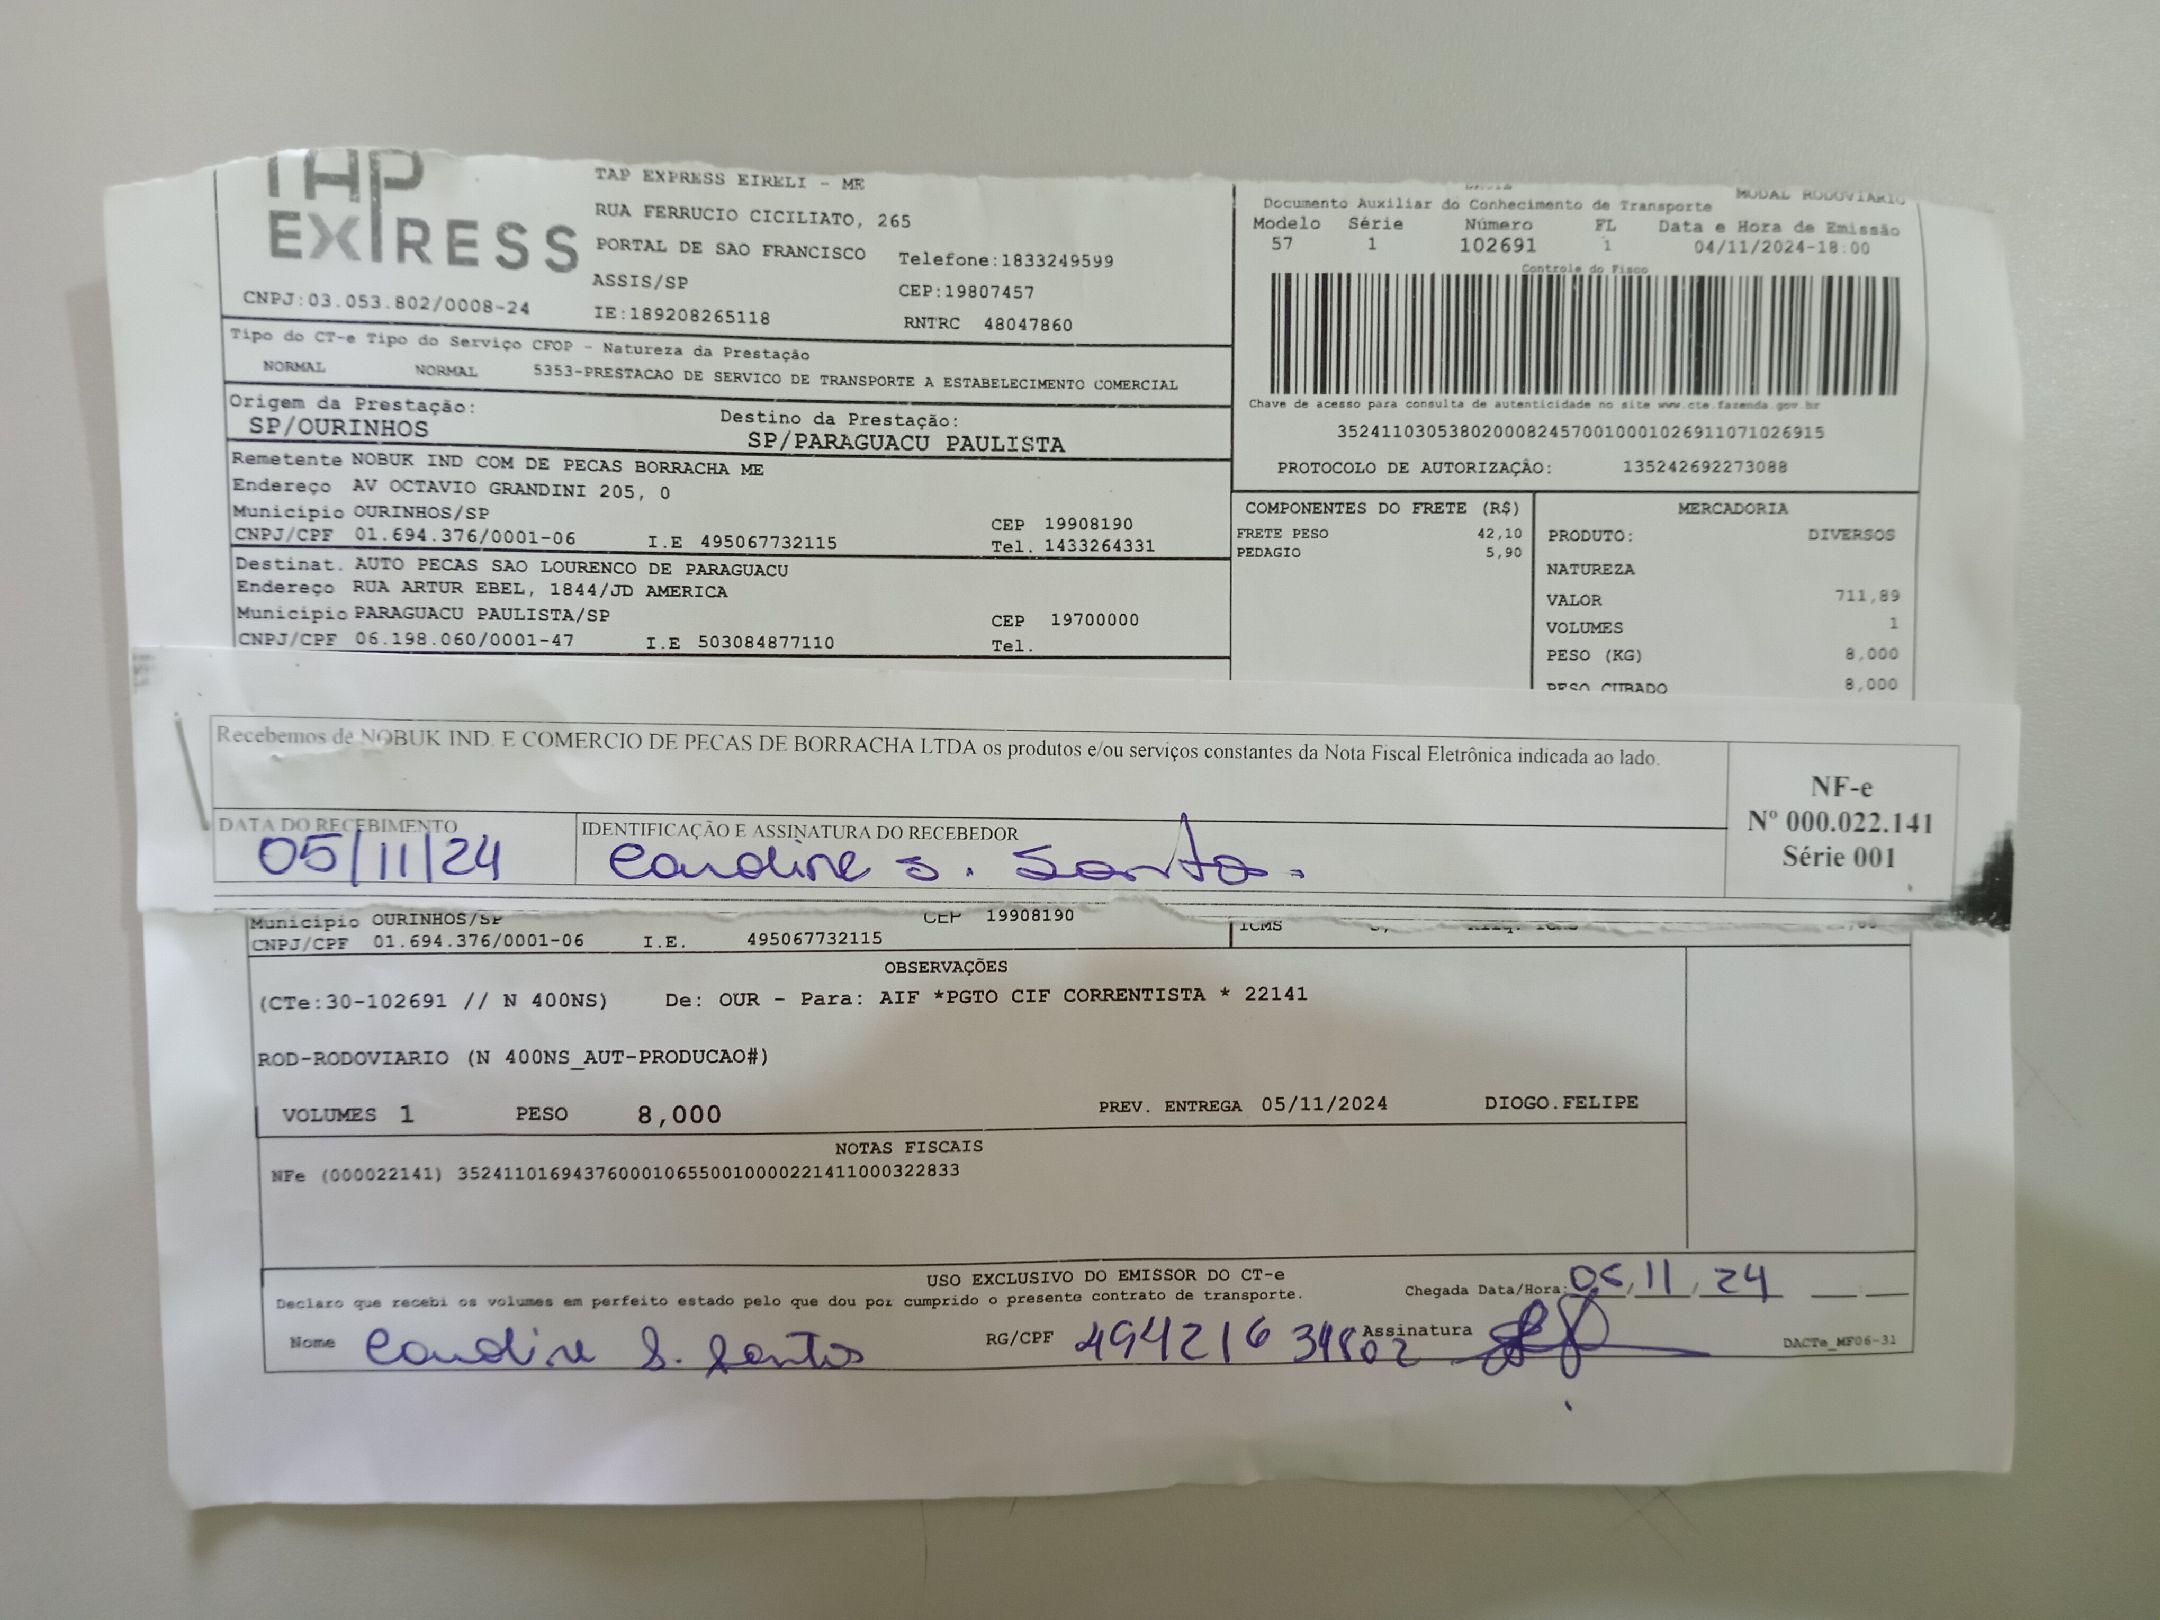 TAP
EXPRESS
TAP EXPRESS EIRELI - ME
RUA FERRUCIO CICILIATO, 265
PORTAL DE SAO FRANCISCO Telefone:1833249599
ASSIS/SP CEP:19807457
CNPJ:03.053.802/0008-24 IE:189208265118 RNTRC 48047860
MODAL RODOVIARIO
Documento Auxiliar do Conhecimento de Transporte
Modelo Série Número FL Data e Hora de Emissão
57 1 102691 1 04/11/2024-18:00
Controle do Fisco
Chave de acesso para consulta de autenticidade no site www.cte.fazenda.gov.br
35241103053802000824570010001026911071026915
PROTOCOLO DE AUTORIZAÇÃO: 135242692273088
Tipo do CT-e Tipo do Serviço CFOP - Natureza da Prestação
NORMAL NORMAL 5353-PRESTACAO DE SERVICO DE TRANSPORTE A ESTABELECIMENTO COMERCIAL
Origem da Prestação: Destino da Prestação:
SP/OURINHOS SP/PARAGUACU PAULISTA
Remetente NOBUK IND COM DE PECAS BORRACHA ME
Endereço AV OCTAVIO GRANDINI 205, 0
Municipio OURINHOS/SP CEP 19908190
CNPJ/CPF 01.694.376/0001-06 I.E 495067732115 Tel. 1433264331
Destinat. AUTO PECAS SAO LOURENCO DE PARAGUACU
Endereço RUA ARTUR EBEL, 1844/JD AMERICA
Municipio PARAGUACU PAULISTA/SP CEP 19700000
CNPJ/CPF 06.198.060/0001-47 I.E 503084877110 Tel.
COMPONENTES DO FRETE (R$)
FRETE PESO 42,10
PEDAGIO 5,90
MERCADORIA
PRODUTO: DIVERSOS
NATUREZA
VALOR 711,89
VOLUMES 1
PESO (KG) 8,000
PESO CUBADO 8,000
Recebemos de NOBUK IND. E COMERCIO DE PECAS DE BORRACHA LTDA os produtos e/ou serviços constantes da Nota Fiscal Eletrônica indicada ao lado.
NF-e
Nº 000.022.141
Série 001
DATA DO RECEBIMENTO IDENTIFICAÇÃO E ASSINATURA DO RECEBEDOR
05/11/24 S. Santos
Municipio OURINHOS/SP CEP 19908190
CNPJ/CPF 01.694.376/0001-06 I.E. 495067732115
ICMS
OBSERVAÇÕES
(CTe:30-102691 // N 400NS) De: OUR - Para: AIF *PGTO CIF CORRENTISTA * 22141
ROD-RODOVIARIO (N 400NS_AUT-PRODUCAO#)
VOLUMES 1 PESO 8,000 PREV. ENTREGA 05/11/2024 DIOGO.FELIPE
NOTAS FISCAIS
NFe (000022141) 35241101694376000106550010000221411000322833
USO EXCLUSIVO DO EMISSOR DO CT-e
Declaro que recebi os volumes em perfeito estado pelo que dou por cumprido o presente contrato de transporte. Chegada Data/Hora: 05/11/24
Nome S. Santos RG/CPF Assinatura DACTe_MF06-31